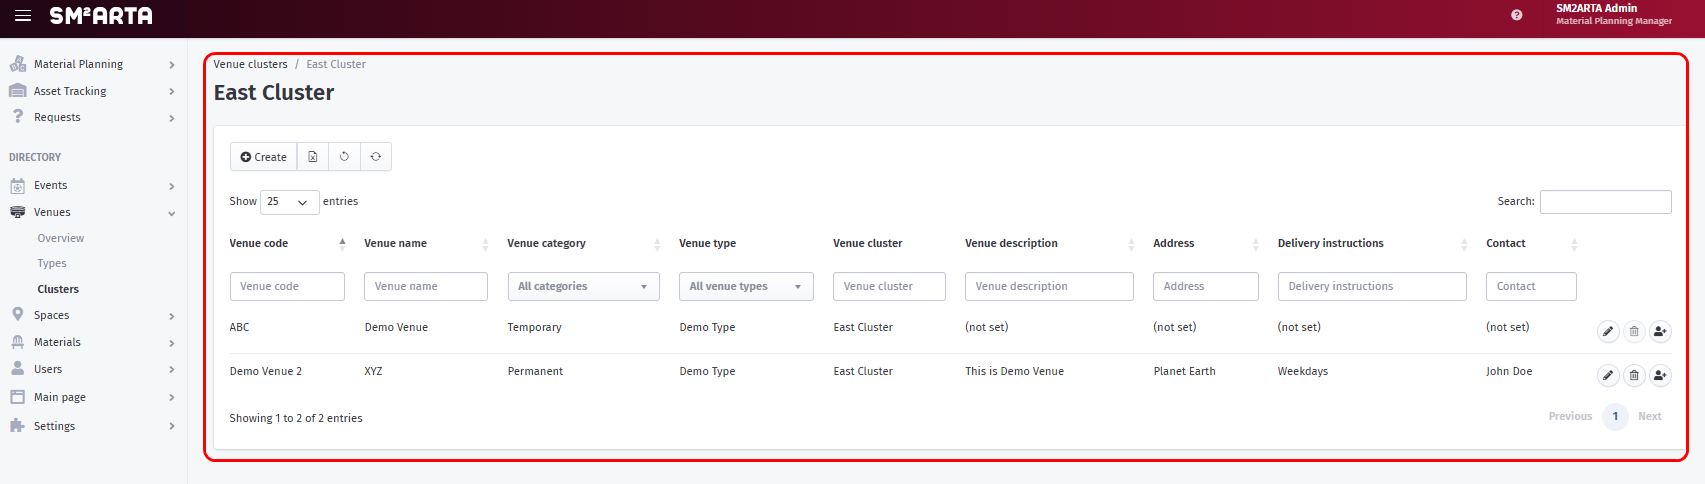 SM²ARTA
SM2ARTA Admin
Material Planning Manager
Material Planning
Asset Tracking
Requests
DIRECTORY
Events
Venues
Overview
Types
Clusters
Spaces
Materials
Users
Main page
Settings
Venue clusters / East Cluster
East Cluster
Create
Show 25 entries
Search:
Venue code Venue name Venue category Venue type Venue cluster Venue description Address Delivery instructions Contact
Venue code Venue name All categories All venue types Venue cluster Venue description Address Delivery instructions Contact
ABC Demo Venue Temporary Demo Type East Cluster (not set) (not set) (not set) (not set)
Demo Venue 2 XYZ Permanent Demo Type East Cluster This is Demo Venue Planet Earth Weekdays John Doe
Showing 1 to 2 of 2 entries
Previous 1 Next